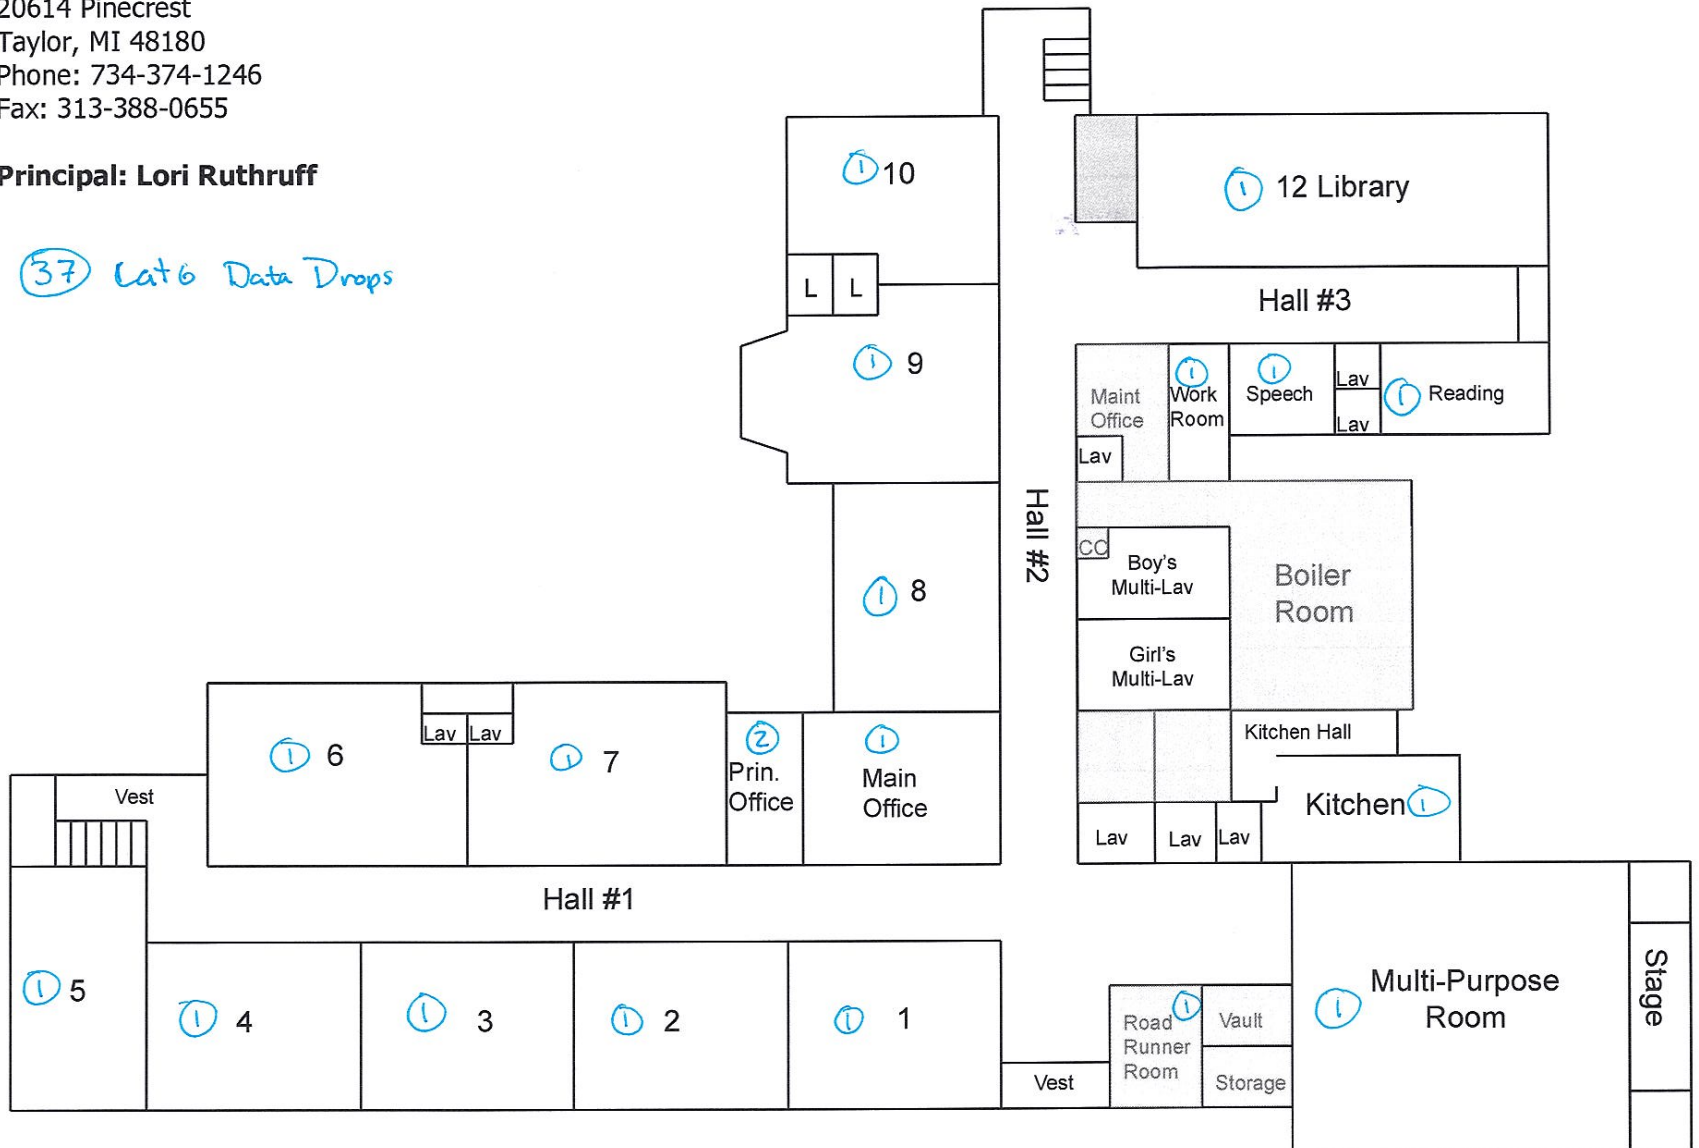 20614 Pinecrest
Taylor, MI 48180
Phone: 734-374-1246
Fax: 313-388-0655
Principal: Lori Ruthruff
37 Cat6 Data Drops
1 10
1 12 Library
L L
Hall #3
1 9
Maint
Office
Lav
1
Work
Room
1
Speech
Lav
Lav
1 Reading
Hall #2
CC
Boy's
Multi-Lav
Boiler
Room
1 8
Girl's
Multi-Lav
Lav Lav
1 6
1 7
2
Prin.
Office
1
Main
Office
Kitchen Hall
Kitchen 1
Vest
Lav
Lav
Lav
Hall #1
1 5
1 4
1 3
1 2
1 1
Vest
1
Road
Runner
Room
Vault
Storage
1
Multi-Purpose
Room
Stage